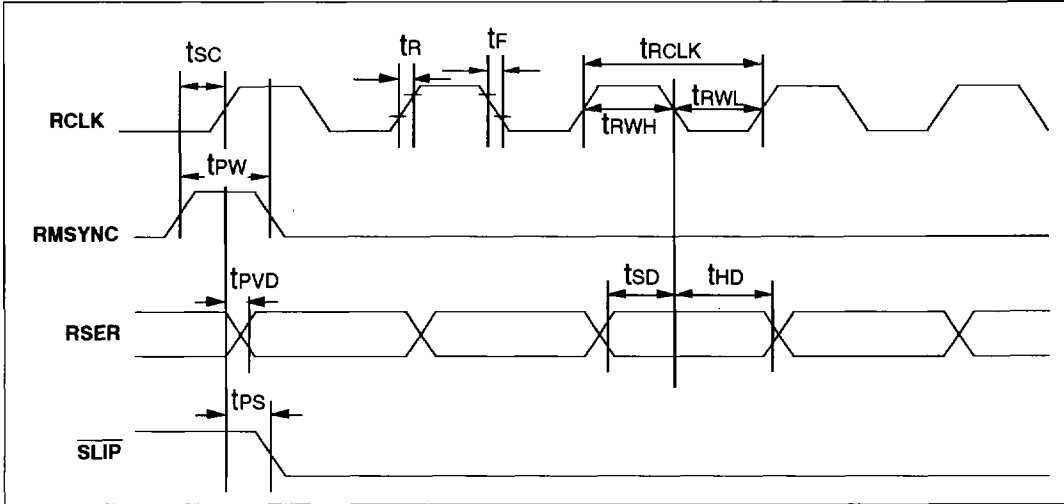 tSC
tR
tF
tRCLK
RCLK
tRWH
tRWL
tPW
RMSYNC
tPVD
tSD
tHD
RSER
tPS
SLIP